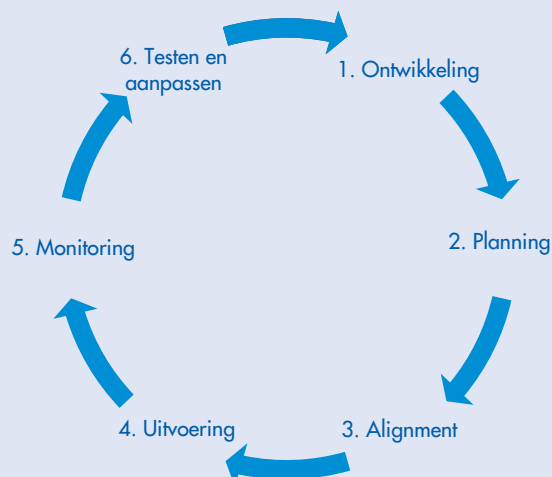 1. Ontwikkeling
2. Planning
3. Alignment
4. Uitvoering
5. Monitoring
6. Testen en
aanpassen